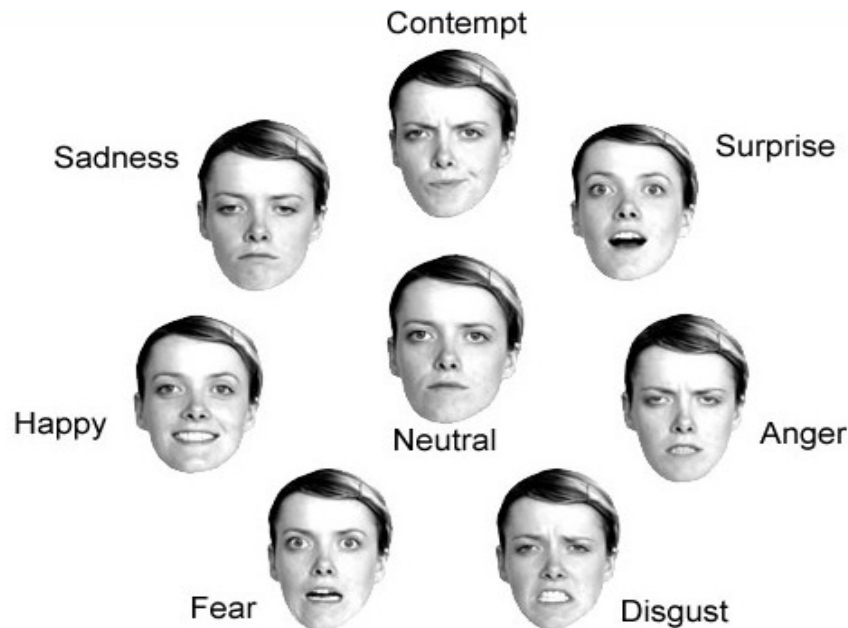 Contempt
Sadness
Surprise
Happy
Neutral
Anger
Fear
Disgust